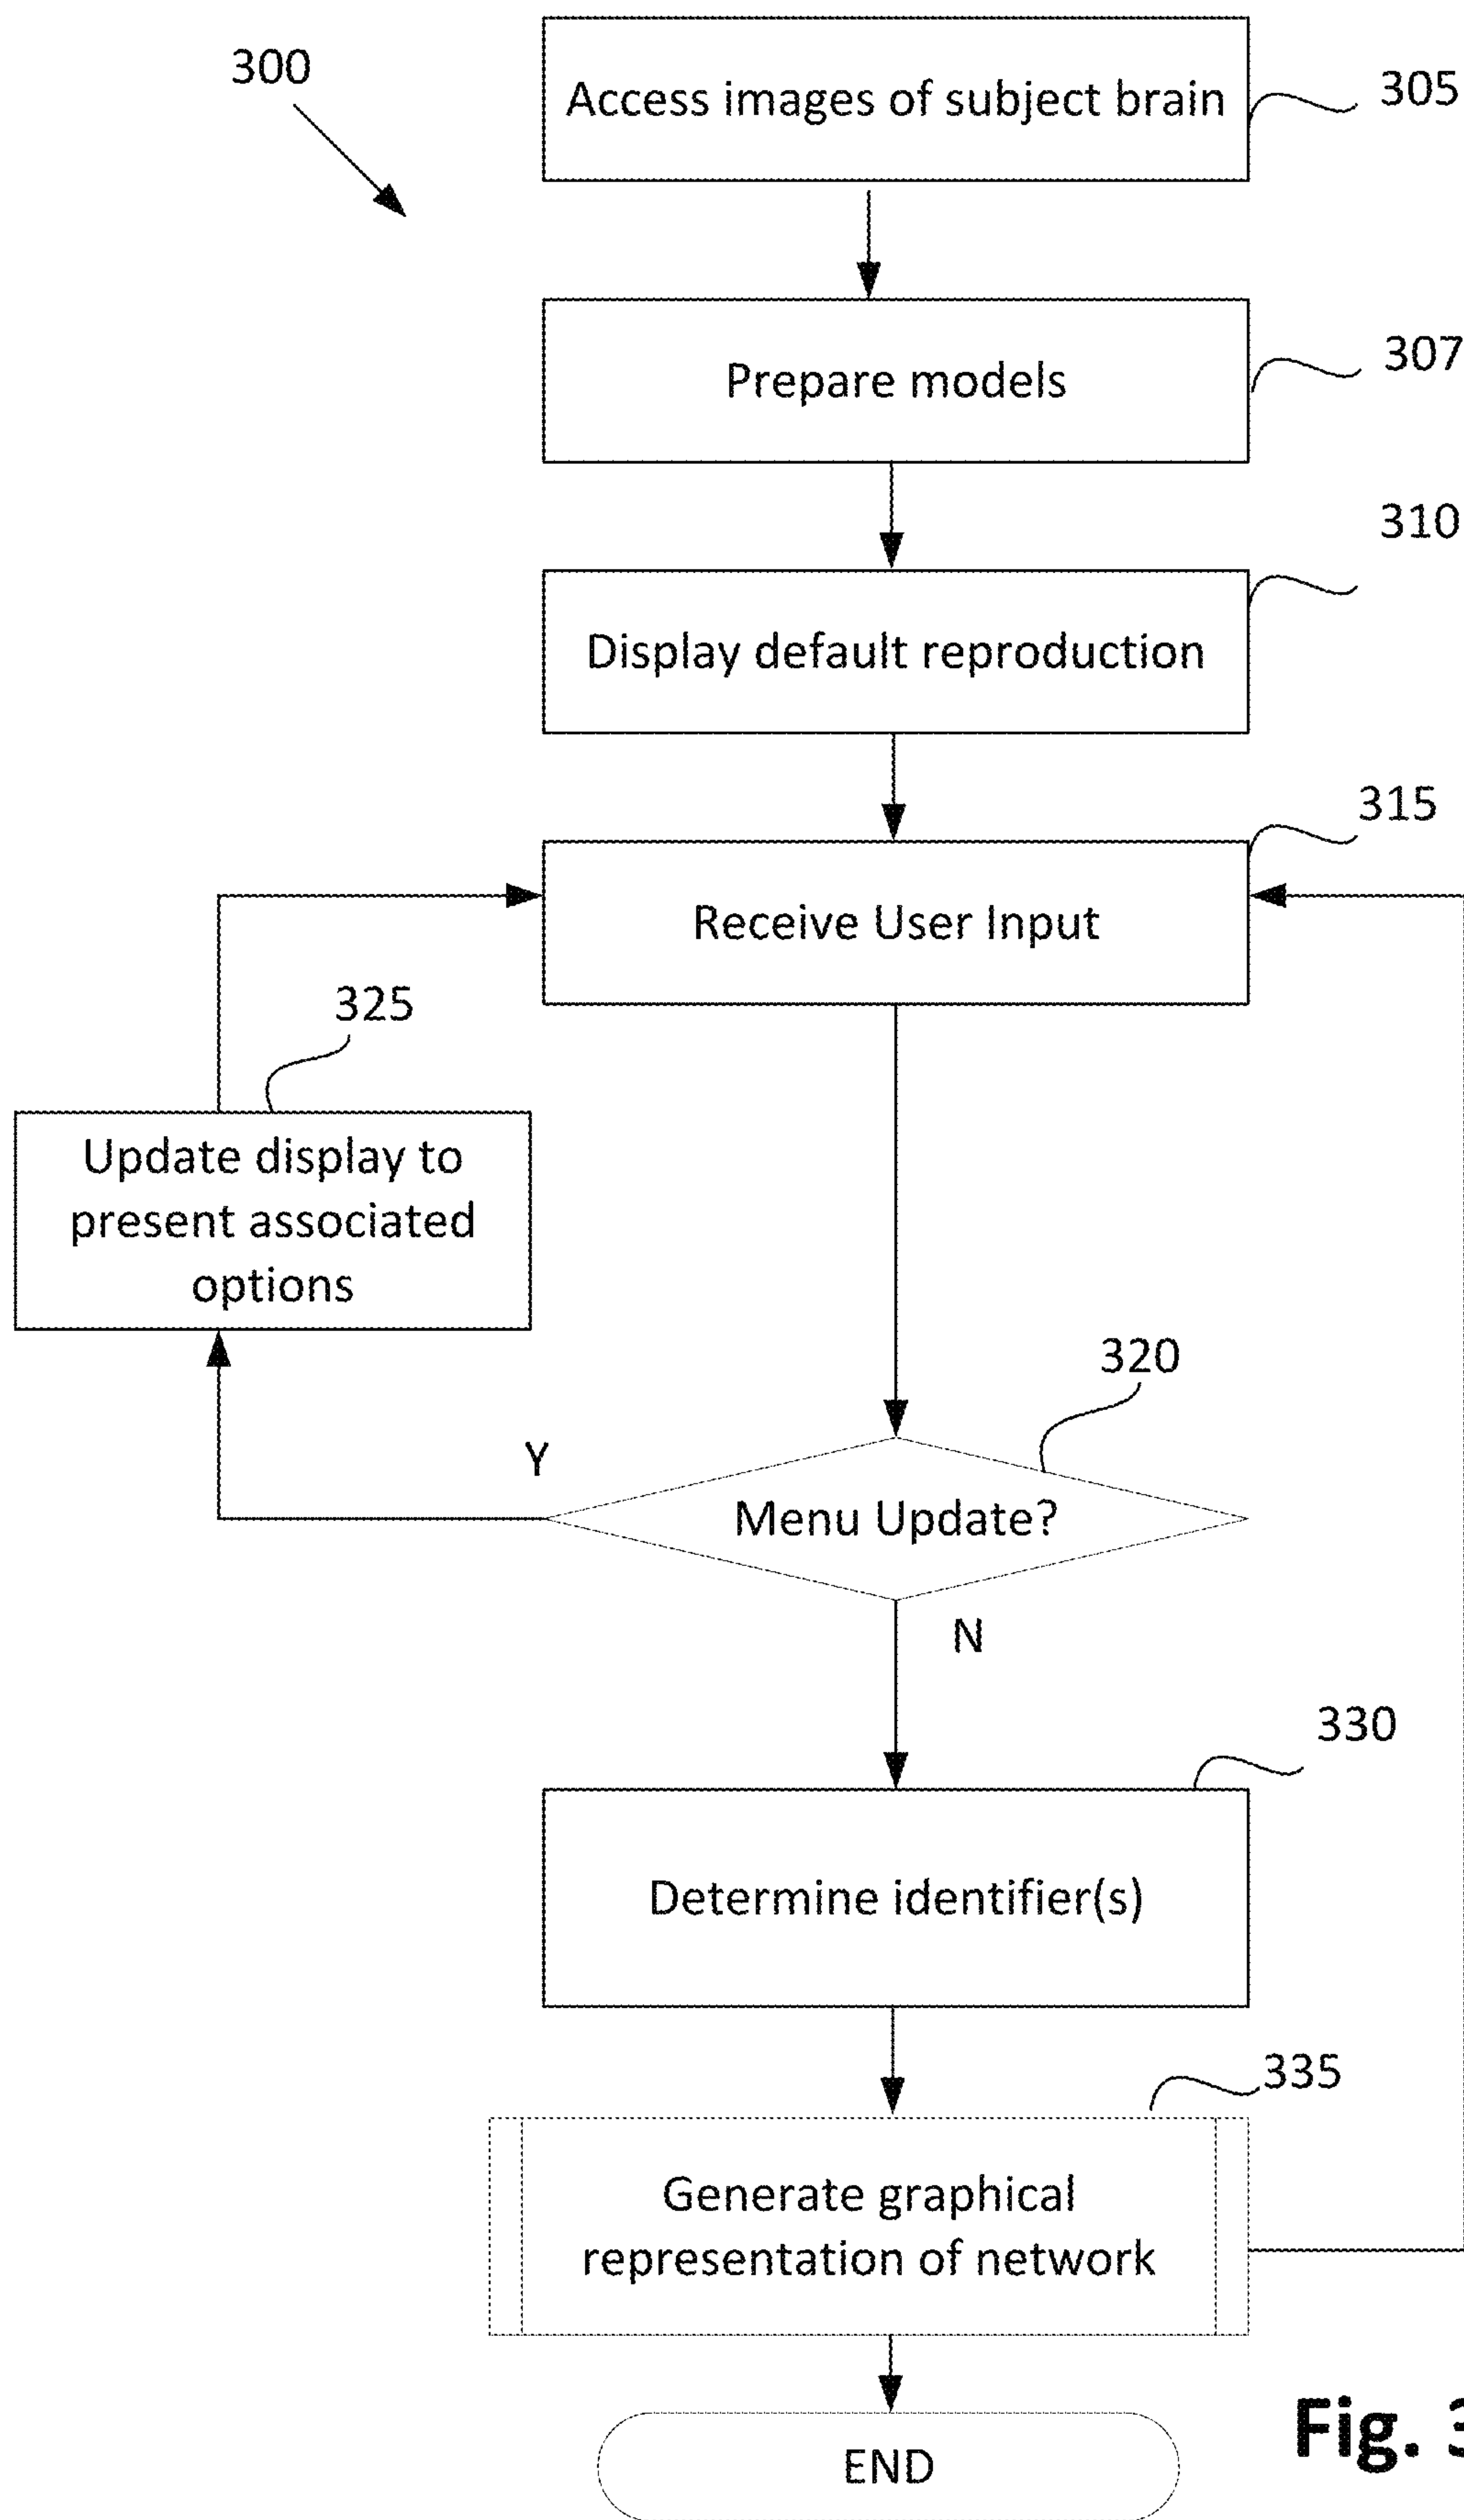 300
Access images of subject brain
305
Prepare models
307
310
Display default reproduction
315
Receive User Input
325
Update display to
present associated
options
320
Y
Menu Update?
N
330
Determine identifier(s)
335
Generate graphical
representation of network
END
Fig. 3